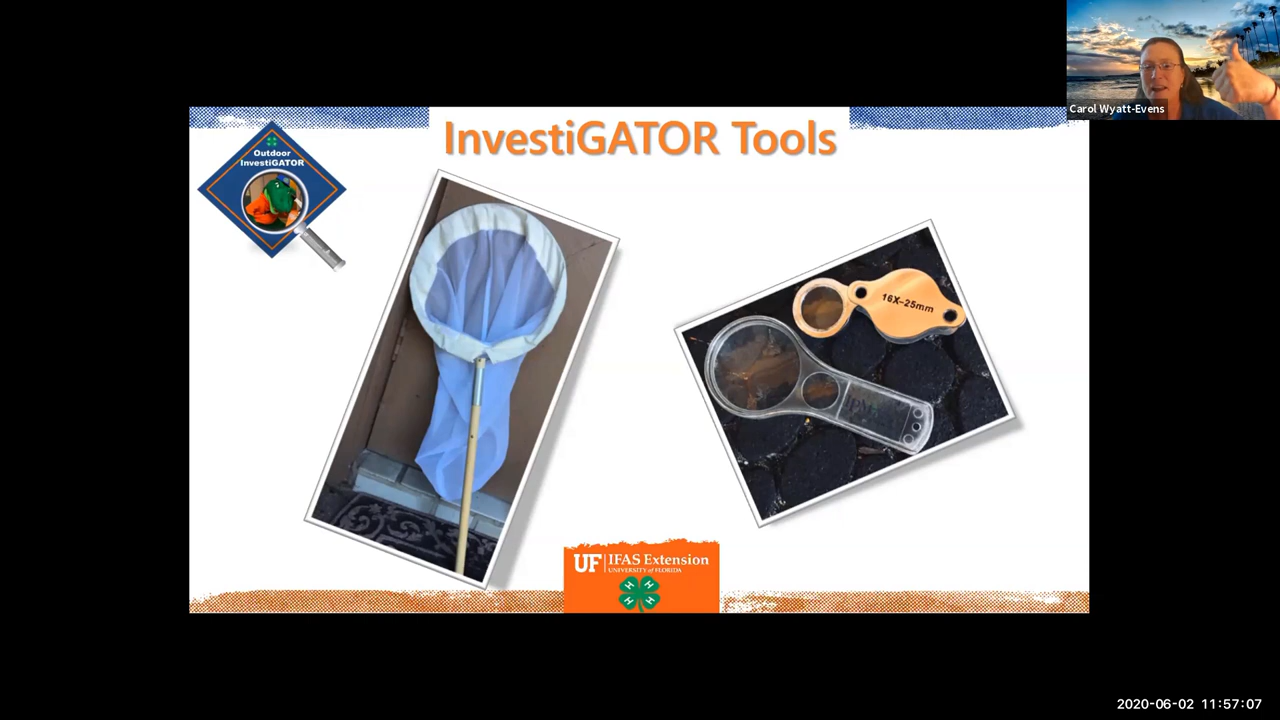 Carol Wyatt-Evens
InvestiGATOR Tools
Outdoor
InvestiGATOR
16X-25mm
UF IFAS Extension
UNIVERSITY of FLORIDA
H H
H H
2020-06-02 11:57:07